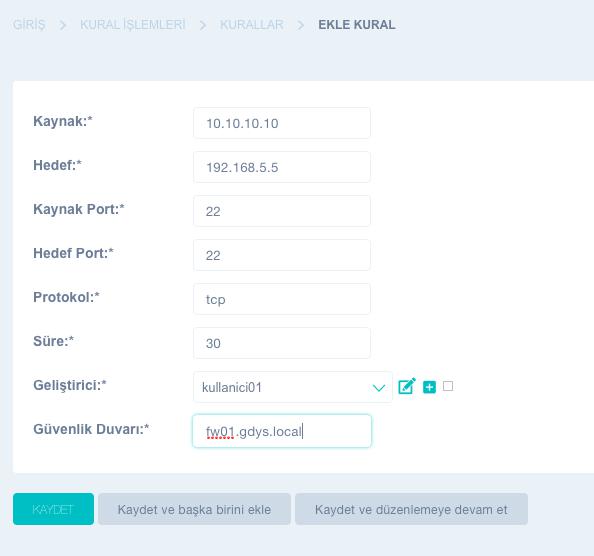 GİRİŞ > KURAL İŞLEMLERİ > KURALLAR > EKLE KURAL
Kaynak:* 10.10.10.10
Hedef:* 192.168.5.5
Kaynak Port:* 22
Hedef Port:* 22
Protokol:* tcp
Süre:* 30
Geliştirici:* kullanici01
Güvenlik Duvarı:* fw01.gdys.local
KAYDET Kaydet ve başka birini ekle Kaydet ve düzenlemeye devam et